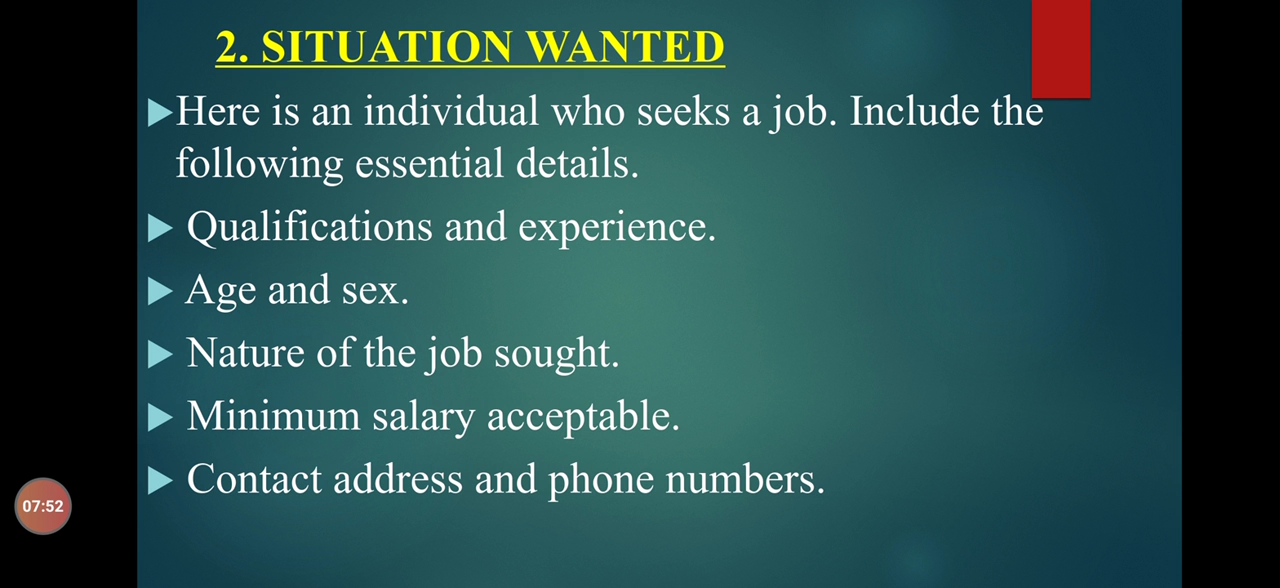 2. SITUATION WANTED
Here is an individual who seeks a job. Include the
following essential details.
Qualifications and experience.
Age and sex.
Nature of the job sought.
Minimum salary acceptable.
Contact address and phone numbers.
07:52